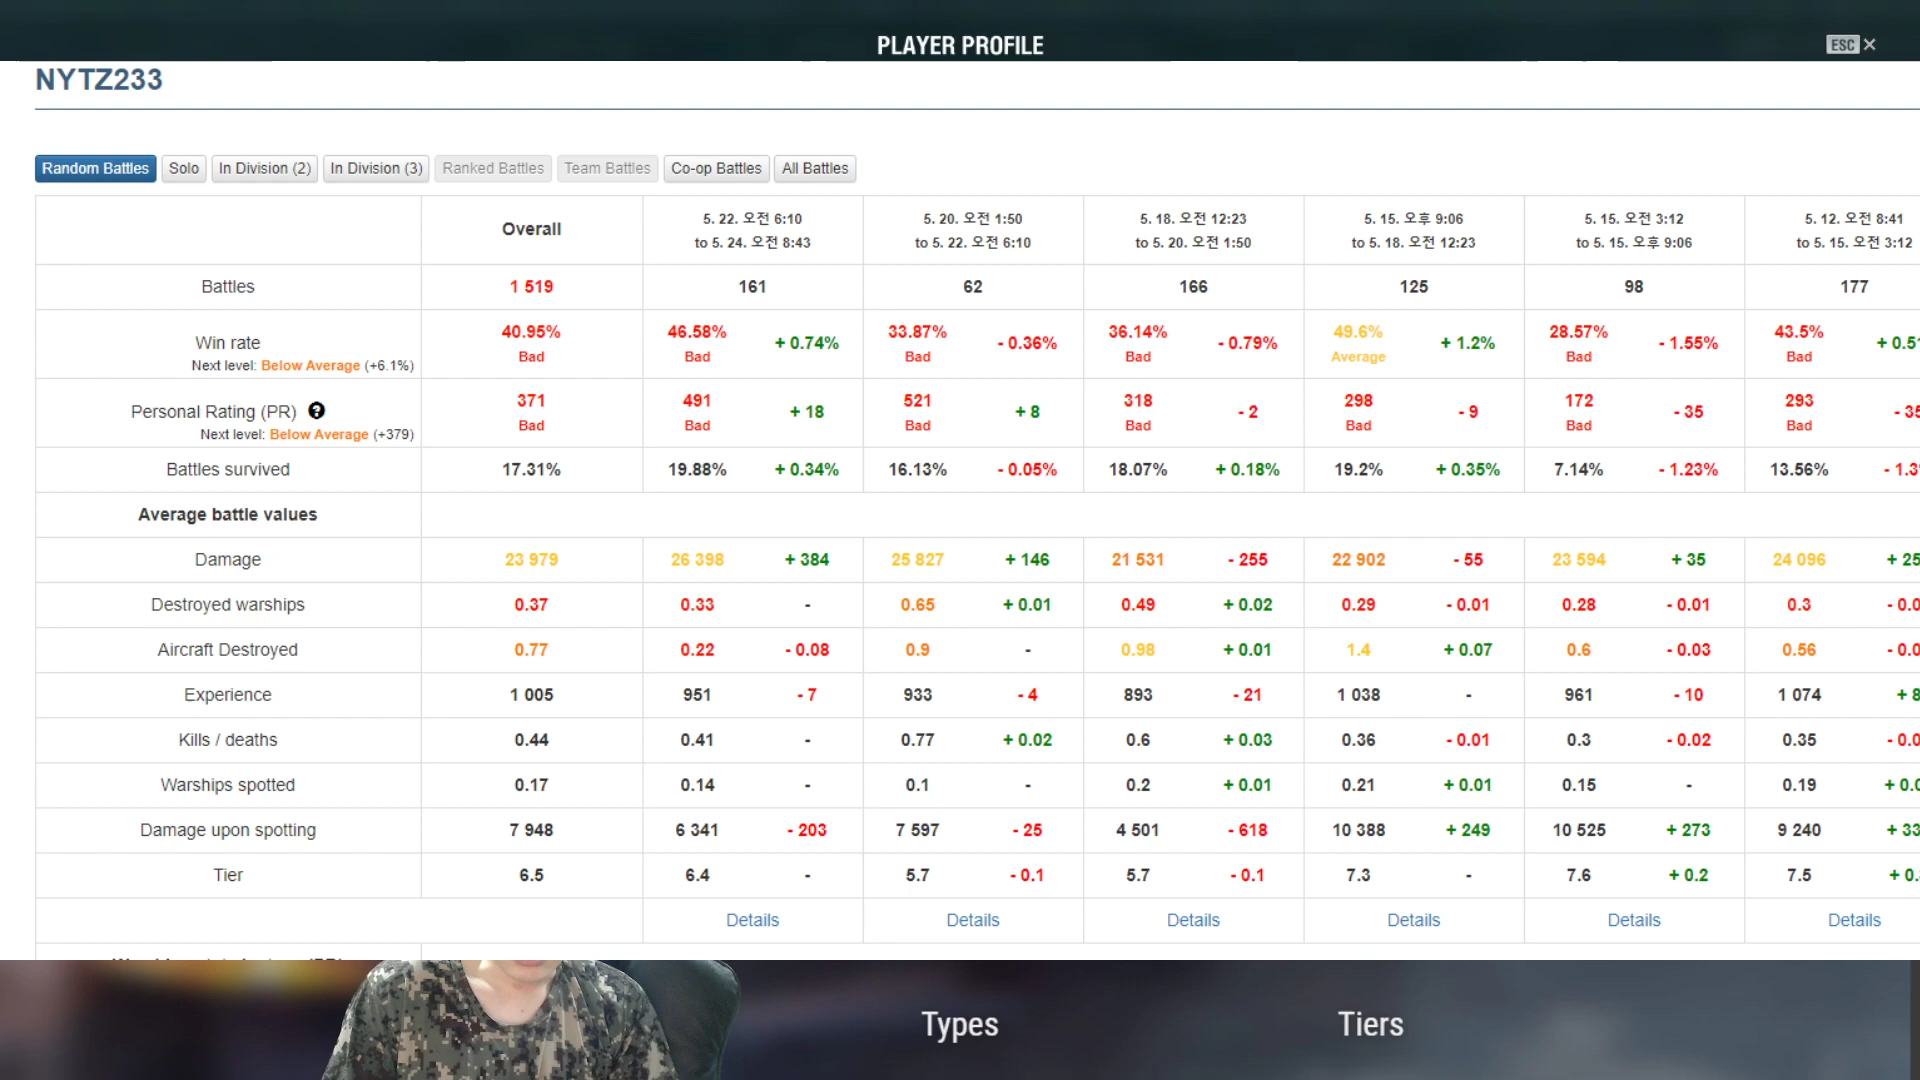 PLAYER PROFILE
ESC ×
NYTZ233
Random Battles Solo In Division (2) In Division (3) Ranked Battles Team Battles Co-op Battles All Battles
Overall
5. 22. 오전 6:10
to 5. 24. 오전 8:43
5. 20. 오전 1:50
to 5. 22. 오전 6:10
5. 18. 오전 12:23
to 5. 20. 오전 1:50
5. 15. 오후 9:06
to 5. 18. 오전 12:23
5. 15. 오전 3:12
to 5. 15. 오후 9:06
5. 12. 오전 8:41
to 5. 15. 오전 3:12
Battles 1 519 161 62 166 125 98 177
Win rate
Next level: Below Average (+6.1%)
40.95%
Bad
46.58%
Bad
+ 0.74%
33.87%
Bad
- 0.36%
36.14%
Bad
- 0.79%
49.6%
Average
+ 1.2%
28.57%
Bad
- 1.55%
43.5%
Bad
+ 0.5
Personal Rating (PR) ?
Next level: Below Average (+379)
371
Bad
491
Bad
+ 18
521
Bad
+ 8
318
Bad
- 2
298
Bad
- 9
172
Bad
- 35
293
Bad
- 35
Battles survived 17.31% 19.88% + 0.34% 16.13% - 0.05% 18.07% + 0.18% 19.2% + 0.35% 7.14% - 1.23% 13.56% - 1.3
Average battle values
Damage 23 979 26 398 + 384 25 827 + 146 21 531 - 255 22 902 - 55 23 594 + 35 24 096 + 25
Destroyed warships 0.37 0.33 - 0.65 + 0.01 0.49 + 0.02 0.29 - 0.01 0.28 - 0.01 0.3 - 0.0
Aircraft Destroyed 0.77 0.22 - 0.08 0.9 - 0.98 + 0.01 1.4 + 0.07 0.6 - 0.03 0.56 - 0.0
Experience 1 005 951 - 7 933 - 4 893 - 21 1 038 - 961 - 10 1 074 + 8
Kills / deaths 0.44 0.41 - 0.77 + 0.02 0.6 + 0.03 0.36 - 0.01 0.3 - 0.02 0.35 - 0.0
Warships spotted 0.17 0.14 - 0.1 - 0.2 + 0.01 0.21 + 0.01 0.15 - 0.19 + 0.0
Damage upon spotting 7 948 6 341 - 203 7 597 - 25 4 501 - 618 10 388 + 249 10 525 + 273 9 240 + 33
Tier 6.5 6.4 - 5.7 - 0.1 5.7 - 0.1 7.3 - 7.6 + 0.2 7.5 + 0.
Details Details Details Details Details Details
Types Tiers